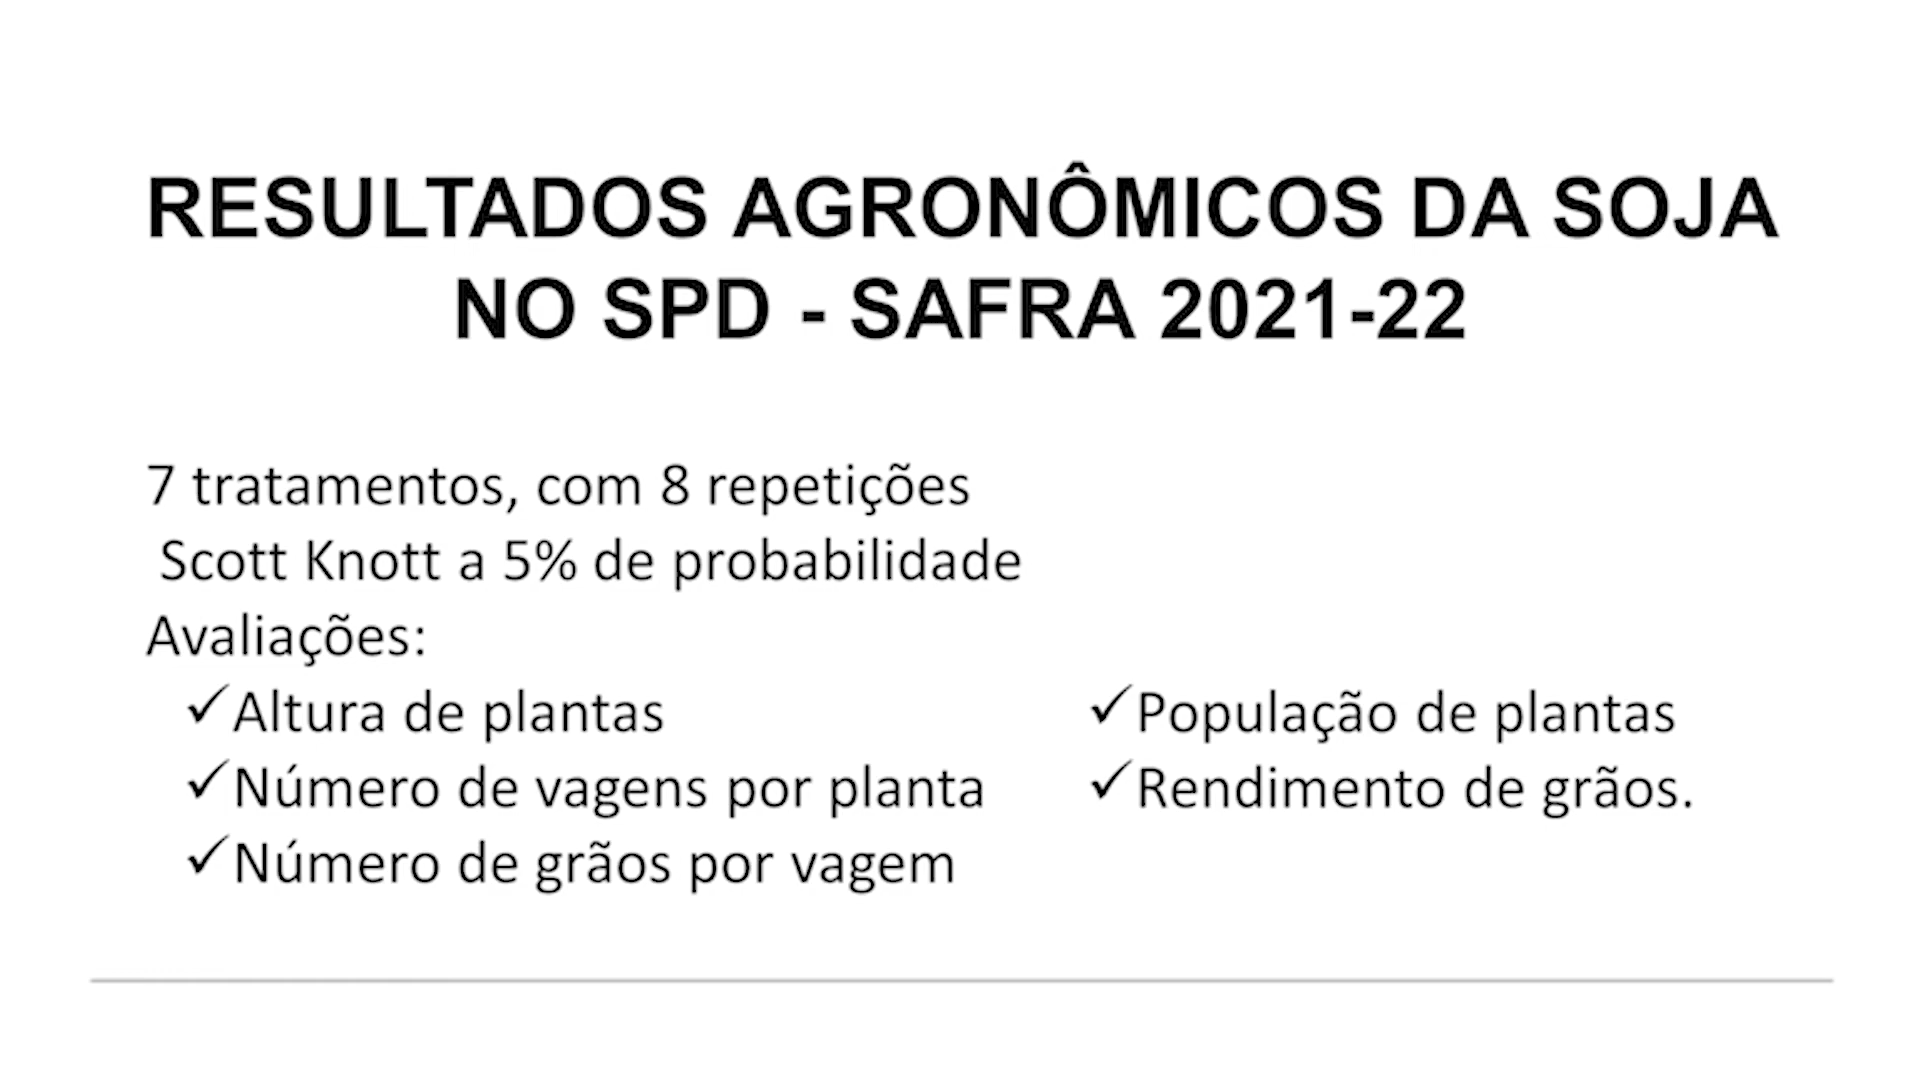 RESULTADOS AGRONÔMICOS DA SOJA
NO SPD - SAFRA 2021-22
7 tratamentos, com 8 repetições
Scott Knott a 5% de probabilidade
Avaliações:
✓Altura de plantas
✓Número de vagens por planta
✓Número de grãos por vagem
✓População de plantas
✓Rendimento de grãos.